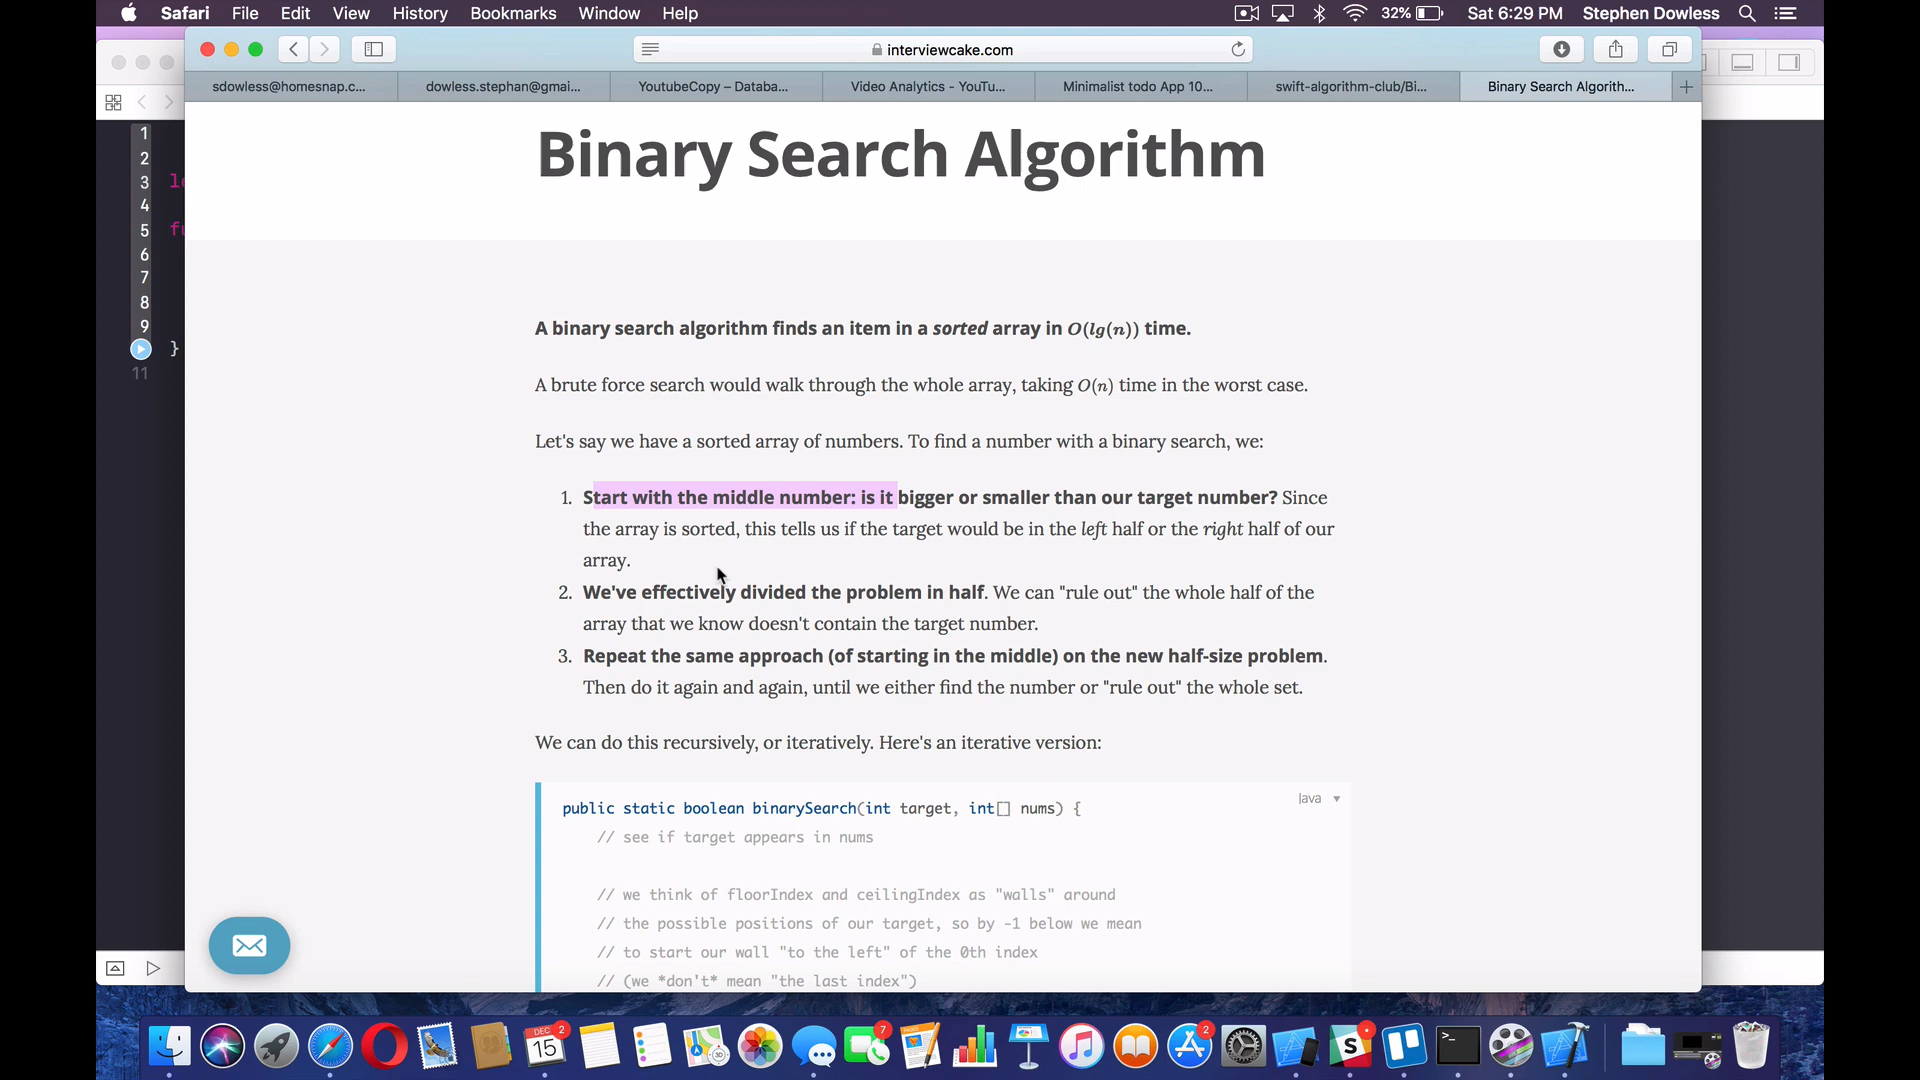 Safari File Edit View History Bookmarks Window Help 32% Sat 6:29 PM Stephen Dowless
interviewcake.com
sdowless@homesnap.c... dowless.stephan@gmai... YoutubeCopy – Databa... Video Analytics - YouTu... Minimalist todo App 10... swift-algorithm-club/Bi... Binary Search Algorith...
Binary Search Algorithm
1
2
3 le
4
5 fu
6
7
8
9
}
11
A binary search algorithm finds an item in a sorted array in O(lg(n)) time.
A brute force search would walk through the whole array, taking O(n) time in the worst case.
Let's say we have a sorted array of numbers. To find a number with a binary search, we:
1. Start with the middle number: is it bigger or smaller than our target number? Since
the array is sorted, this tells us if the target would be in the left half or the right half of our
array.
2. We've effectively divided the problem in half. We can "rule out" the whole half of the
array that we know doesn't contain the target number.
3. Repeat the same approach (of starting in the middle) on the new half-size problem.
Then do it again and again, until we either find the number or "rule out" the whole set.
We can do this recursively, or iteratively. Here's an iterative version:
Java
public static boolean binarySearch(int target, int[] nums) {
// see if target appears in nums
// we think of floorIndex and ceilingIndex as "walls" around
// the possible positions of our target, so by -1 below we mean
// to start our wall "to the left" of the 0th index
// (we *don't* mean "the last index")
DEC 2
15
7
2